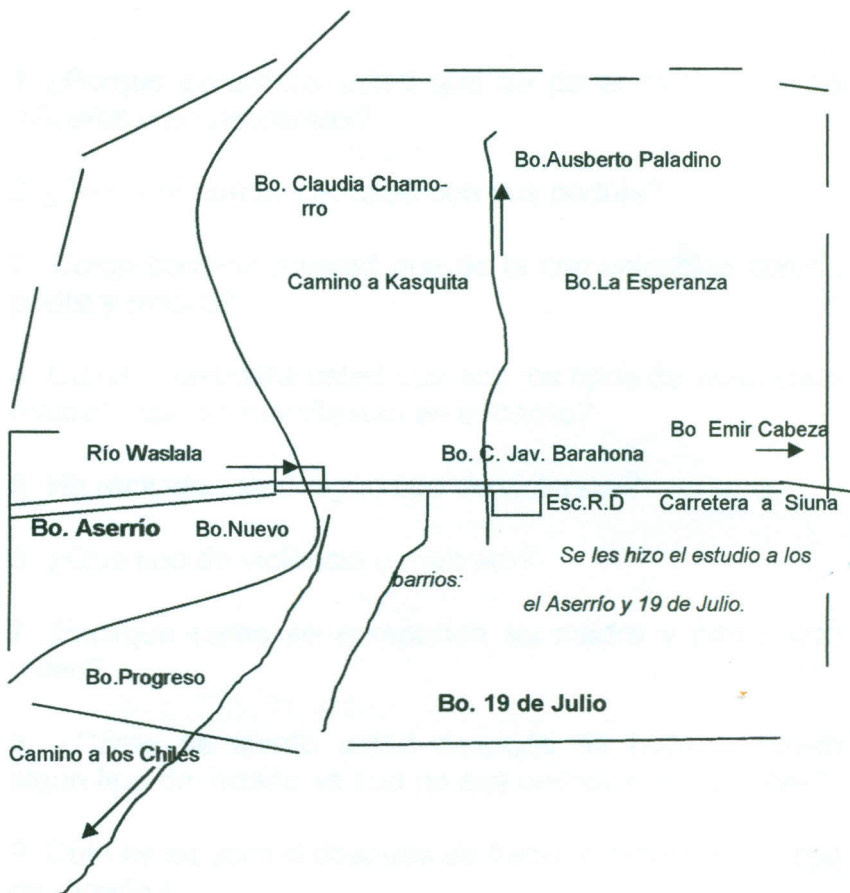 Bo.Ausberto Paladino
Bo. Claudia Chamo-
rro
Camino a Kasquita
Bo.La Esperanza
Bo Emir Cabeza
Río Waslala
Bo. C. Jav. Barahona
Esc.R.D Carretera a Siuna
Bo. Aserrío Bo.Nuevo
Se les hizo el estudio a los
barrios:
el Aserrío y 19 de Julio.
Bo.Progreso
Bo. 19 de Julio
Camino a los Chiles